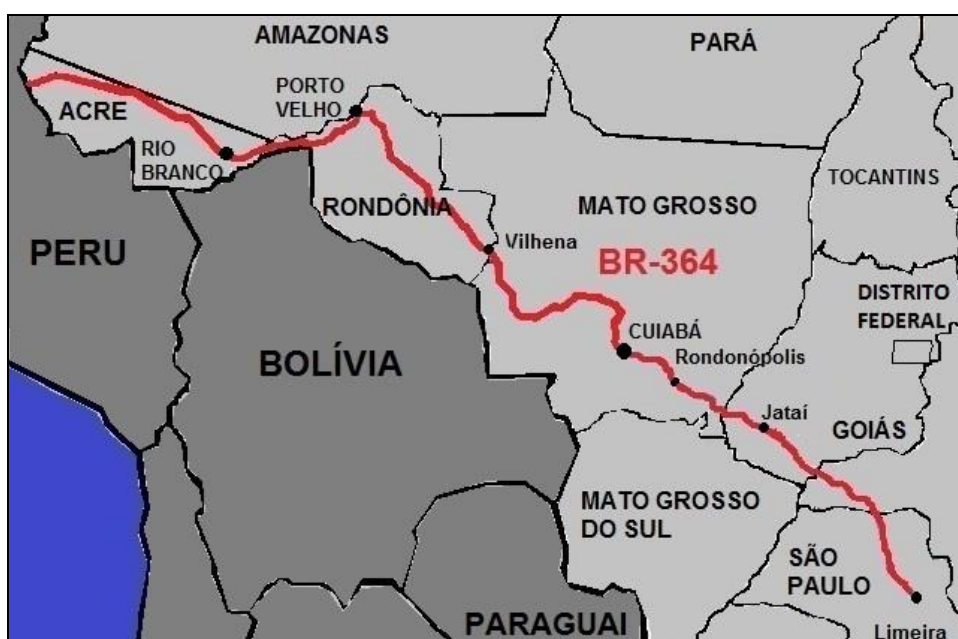 AMAZONAS
PARÁ
PORTO
VELHO
ACRE
RIO
BRANCO
TOCANTINS
RONDÔNIA
MATO GROSSO
PERU
Vilhena
BR-364
DISTRITO
FEDERAL
CUIABÁ
BOLÍVIA
Rondonópolis
Jataí
GOIÁS
MATO GROSSO
DO SUL
SÃO
PAULO
PARAGUAI
Limeira